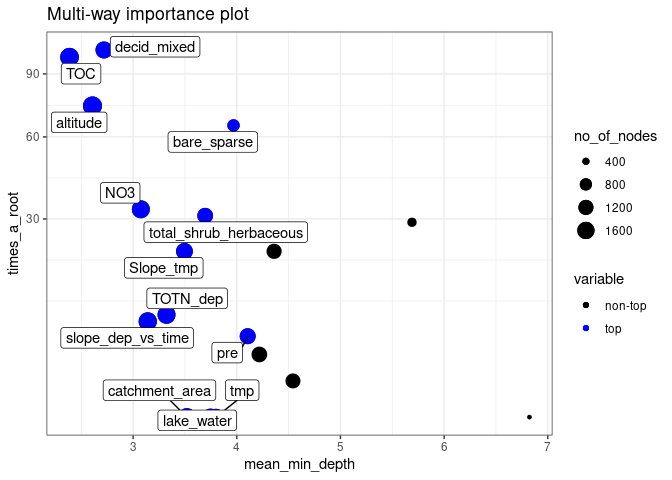 Multi-way importance plot
decid_mixed
TOC
altitude
bare_sparse
NO3
total_shrub_herbaceous
Slope_tmp
TOTN_dep
slope_dep_vs_time
pre
catchment_area
tmp
lake_water
90
60
30
times_a_root
3
4
5
6
7
mean_min_depth
no_of_nodes
400
800
1200
1600
variable
non-top
top